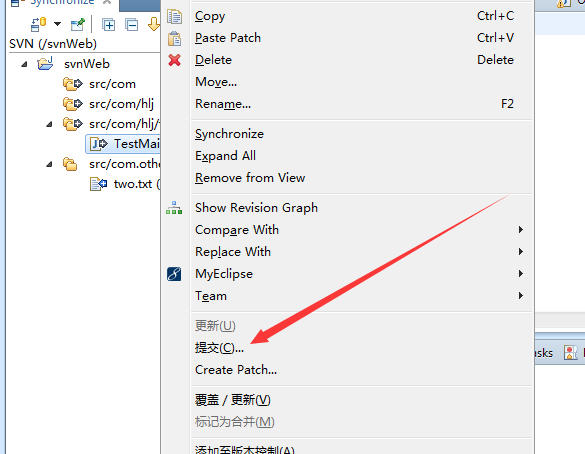 Synchronize
SVN (/svnWeb)
svnWeb
src/com
src/com/hlj
src/com/hlj/
TestMai
src/com.othe
two.txt (
Copy Ctrl+C
Paste Patch Ctrl+V
Delete Delete
Move...
Rename... F2
Synchronize
Expand All
Remove from View
Show Revision Graph
Compare With
Replace With
MyEclipse
Team
更新(U)
提交(C)...
Create Patch...
覆盖 / 更新(V)
标记为合并(M)
添加至版本控制(A)
asks